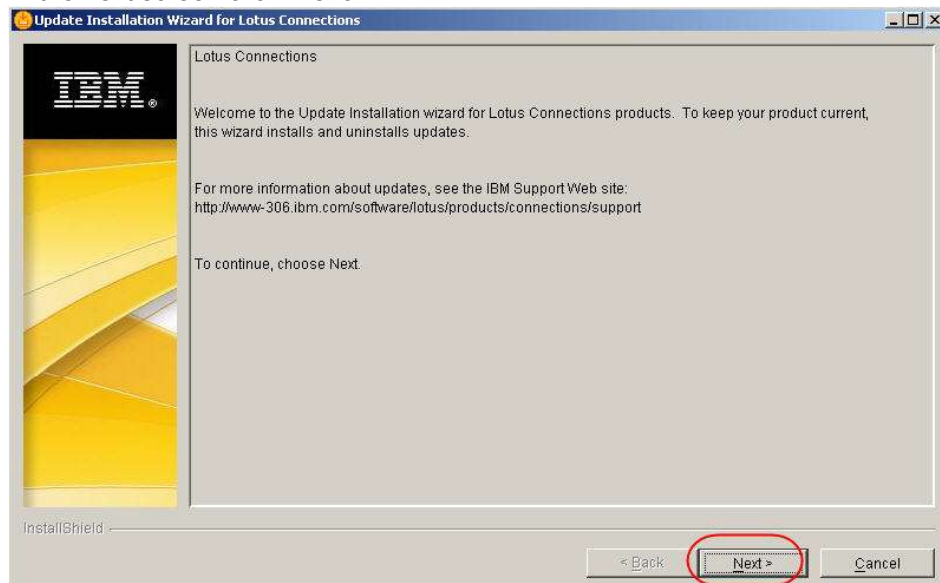 Update Installation Wizard for Lotus Connections
IBM®
Lotus Connections
Welcome to the Update Installation wizard for Lotus Connections products. To keep your product current,
this wizard installs and uninstalls updates.
For more information about updates, see the IBM Support Web site:
http://www-306.ibm.com/software/lotus/products/connections/support
To continue, choose Next.
InstallShield
< Back
Next >
Cancel